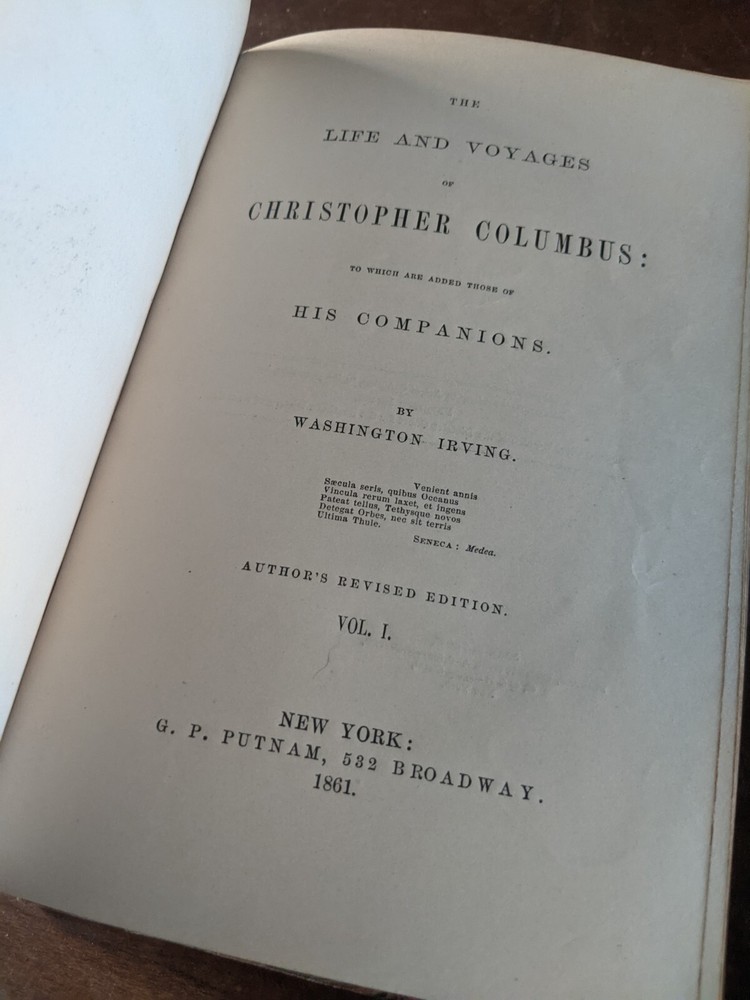 THE
LIFE AND VOYAGES
OF
CHRISTOPHER COLUMBUS:
TO WHICH ARE ADDED THOSE OF
HIS COMPANIONS.
BY
WASHINGTON IRVING.
Venient annis
Sæcula seris, quibus Oceanus
Vincula rerum laxet, et ingens
Pateat tellus, Tethysque novos
Detegat Orbes, nec sit terris
Ultima Thule.
SENECA: Medea.
AUTHOR'S REVISED EDITION.
VOL. I.
NEW YORK:
G. P. PUTNAM, 532 BROADWAY.
1861.